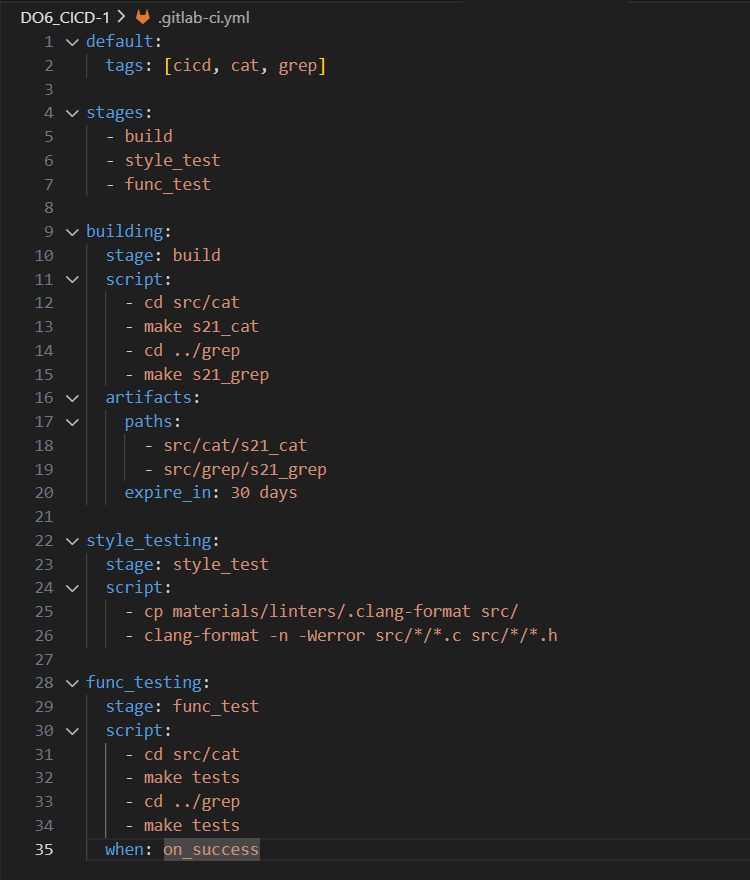 DO6_CICD-1 > .gitlab-ci.yml
1 default:
2   tags: [cicd, cat, grep]
3
4 stages:
5   - build
6   - style_test
7   - func_test
8
9 building:
10   stage: build
11   script:
12     - cd src/cat
13     - make s21_cat
14     - cd ../grep
15     - make s21_grep
16   artifacts:
17     paths:
18       - src/cat/s21_cat
19       - src/grep/s21_grep
20     expire_in: 30 days
21
22 style_testing:
23   stage: style_test
24   script:
25     - cp materials/linters/.clang-format src/
26     - clang-format -n -Werror src/*/*.c src/*/*.h
27
28 func_testing:
29   stage: func_test
30   script:
31     - cd src/cat
32     - make tests
33     - cd ../grep
34     - make tests
35   when: on_success